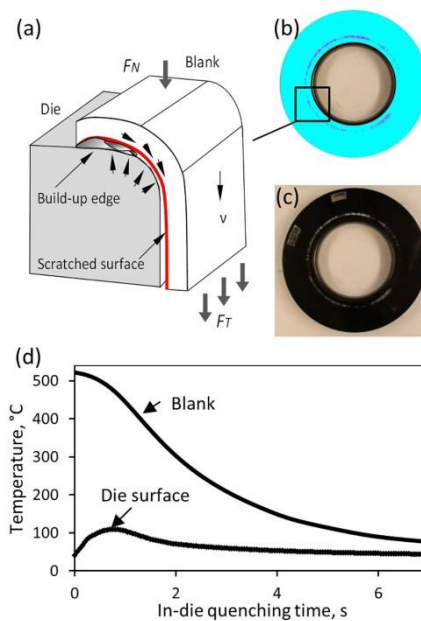 (a)
F_N
Blank
Die
Build-up edge
Scratched surface
v
F_T
(b)
(c)
(d)
Temperature, °C
500
400
300
200
100
0
Blank
Die surface
0
2
4
6
In-die quenching time, s